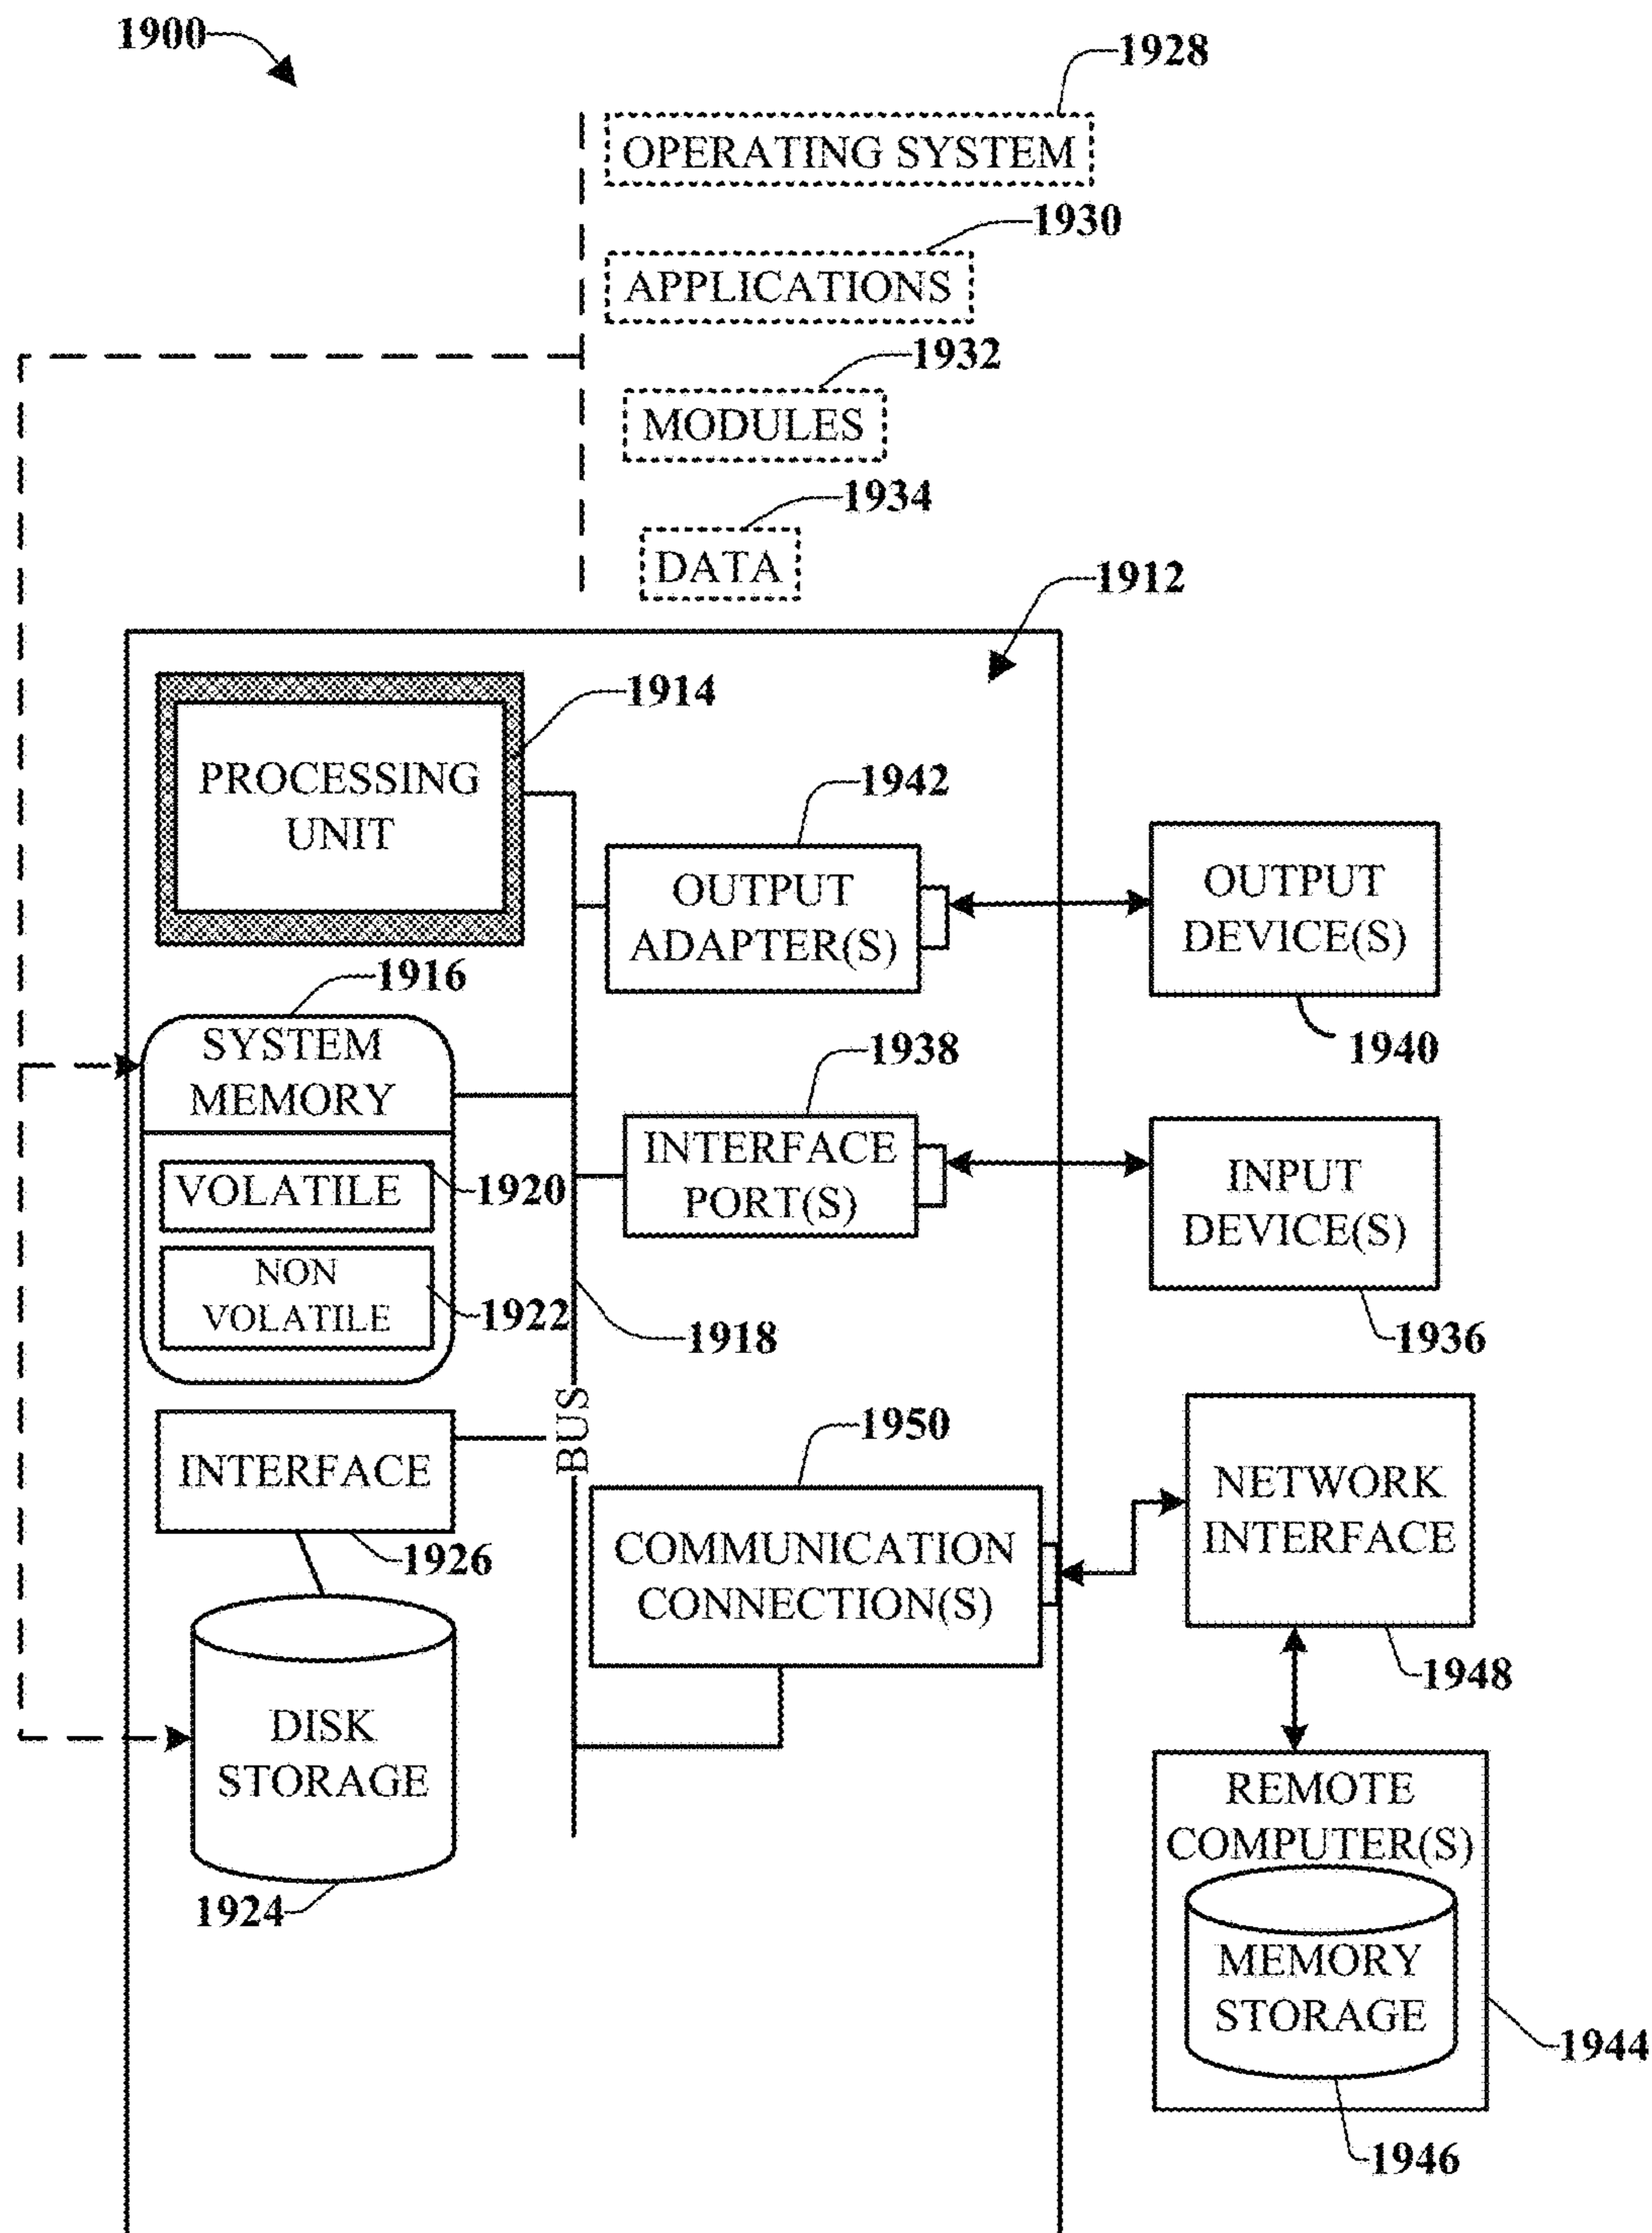 1900
1928
OPERATING SYSTEM
1930
APPLICATIONS
1932
MODULES
1934
DATA
1912
1914
PROCESSING
UNIT
1942
OUTPUT
ADAPTER(S)
OUTPUT
DEVICE(S)
1940
1916
SYSTEM
MEMORY
VOLATILE
1920
NON
VOLATILE
1922
1938
INTERFACE
PORT(S)
INPUT
DEVICE(S)
1936
1918
BUS
INTERFACE
1926
1950
COMMUNICATION
CONNECTION(S)
NETWORK
INTERFACE
1948
DISK
STORAGE
1924
REMOTE
COMPUTER(S)
MEMORY
STORAGE
1944
1946